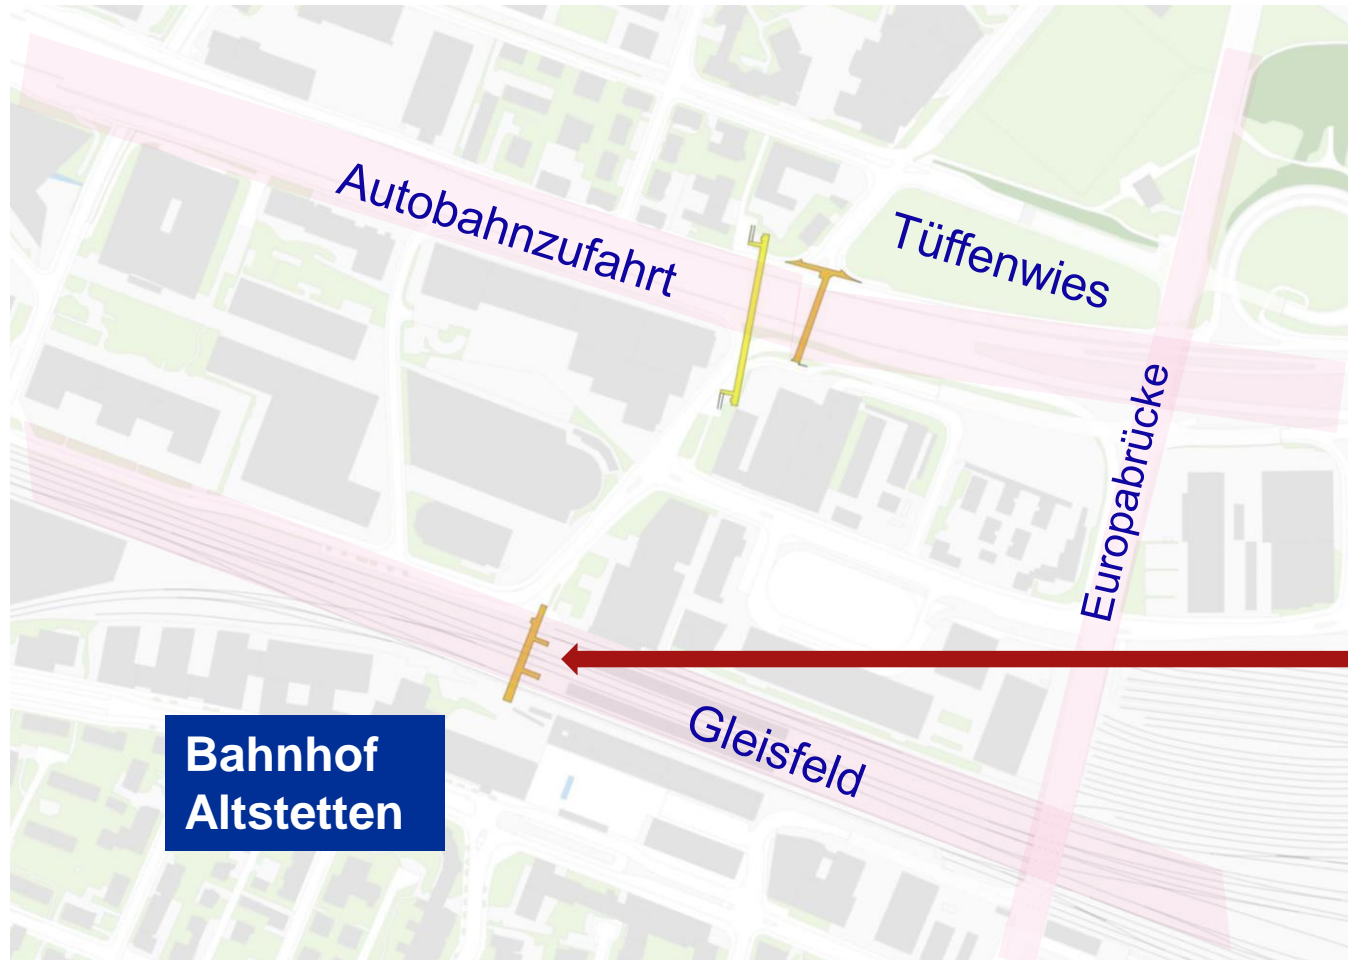 Autobahnzufahrt
Tüffenwies
Europabrücke
Gleisfeld
Bahnhof
Altstetten